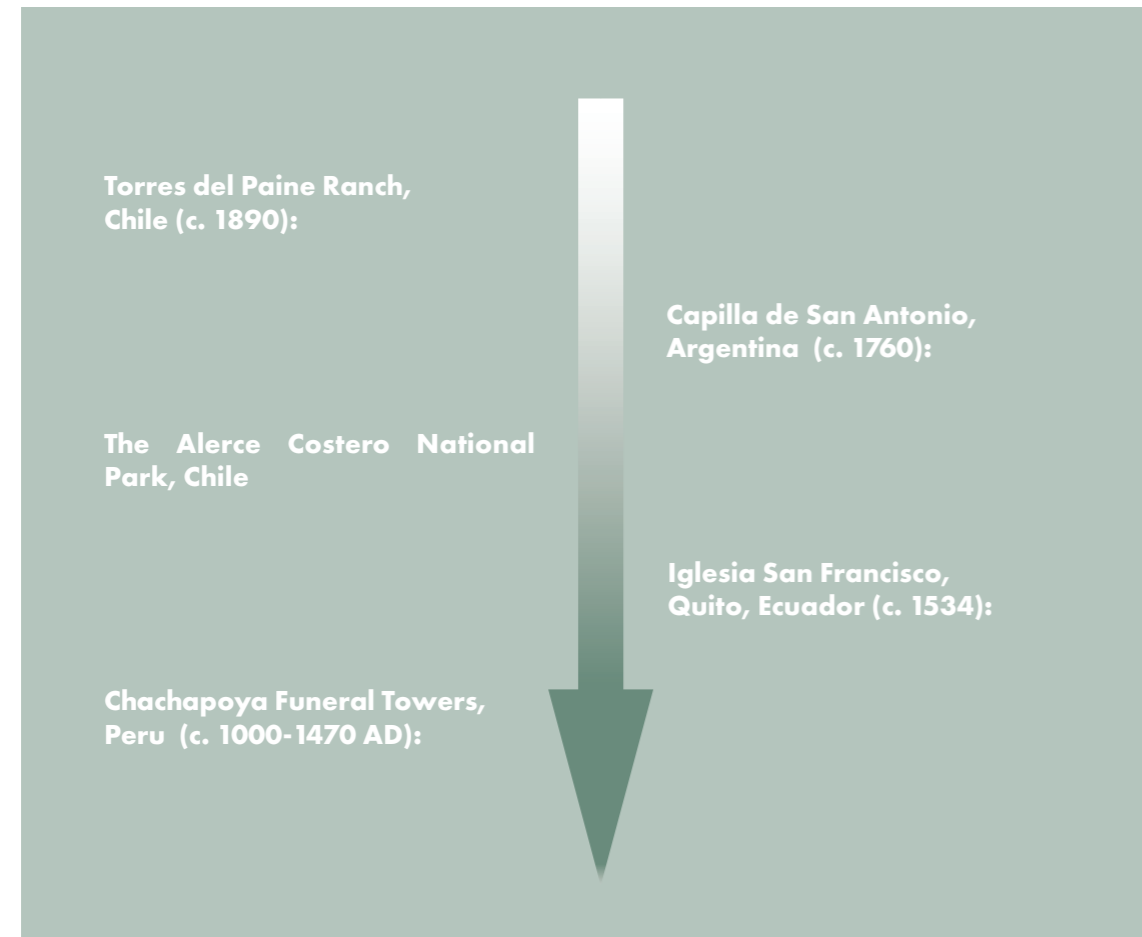 Torres del Paine Ranch,
Chile (c. 1890):
Capilla de San Antonio,
Argentina  (c. 1760):
The Alerce Costero National
Park, Chile
Iglesia San Francisco,
Quito, Ecuador (c. 1534):
Chachapoya Funeral Towers,
Peru  (c. 1000-1470 AD):